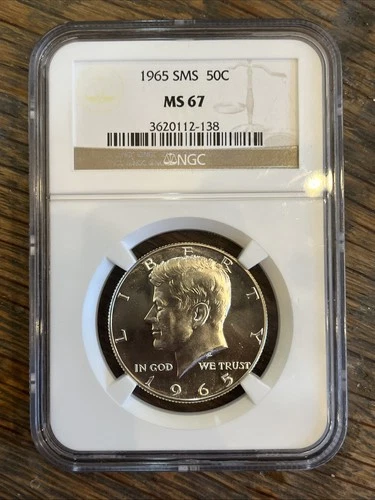 1965 SMS 50C
MS 67
3620112-138
NGC
LIBERTY
IN GOD WE TRUST
1965